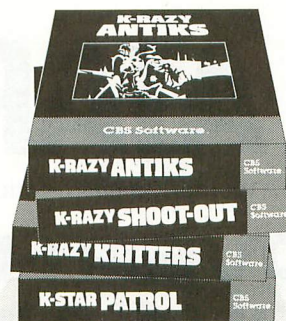 K-RAZY
ANTIKS
CBS Software
K-RAZY ANTIKS
CBS
Software
K-RAZY SHOOT-OUT
CBS
Software
K-RAZY KRITTERS
CBS
Software
K-STAR PATROL
CBS
Software